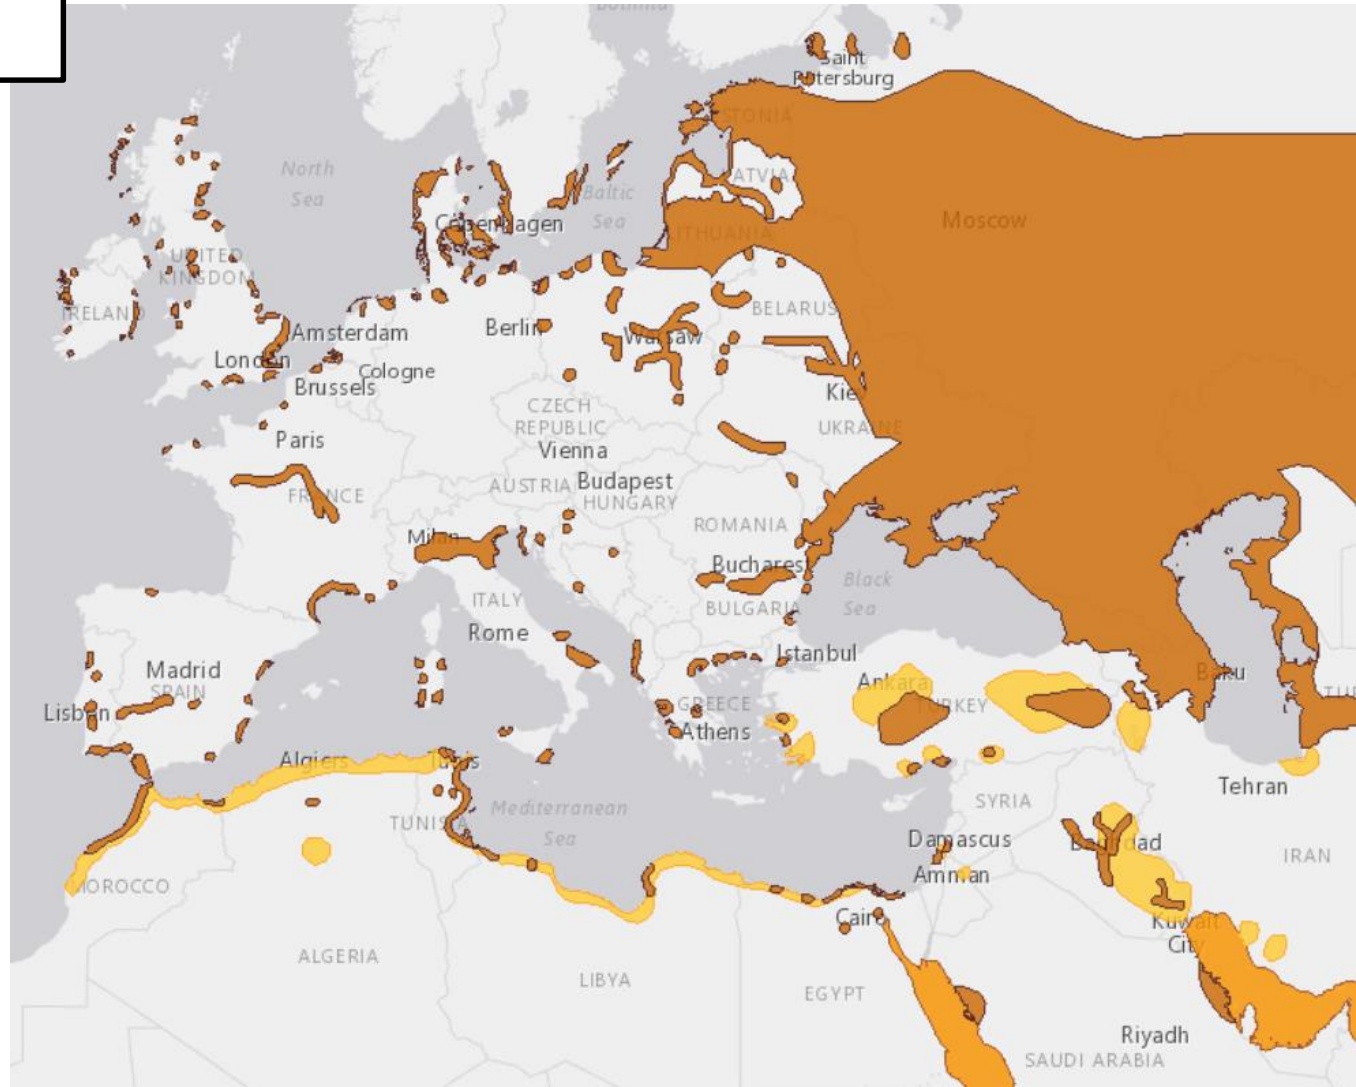 Bothnia
Saint
Petersburg
ESTONIA
North
Sea
LATVIA
Baltic
Sea
Copenhagen
Moscow
LITHUANIA
UNITED
KINGDOM
IRELAND
BELARUS
Amsterdam
Berlin
Warsaw
London
Cologne
Brussels
Kiev
CZECH
REPUBLIC
UKRAINE
Paris
Vienna
Budapest
AUSTRIA
HUNGARY
FRANCE
ROMANIA
Milan
Bucharest
Black
Sea
ITALY
BULGARIA
Rome
Istanbul
Madrid
SPAIN
Baku
Ankara
TURKEY
GREECE
Lisbon
Athens
Algiers
Tunis
Tehran
Mediterranean
Sea
SYRIA
TUNISIA
Damascus
Baghdad
IRAN
Amman
MOROCCO
Kuwait
City
Cairo
ALGERIA
LIBYA
EGYPT
Riyadh
SAUDI ARABIA